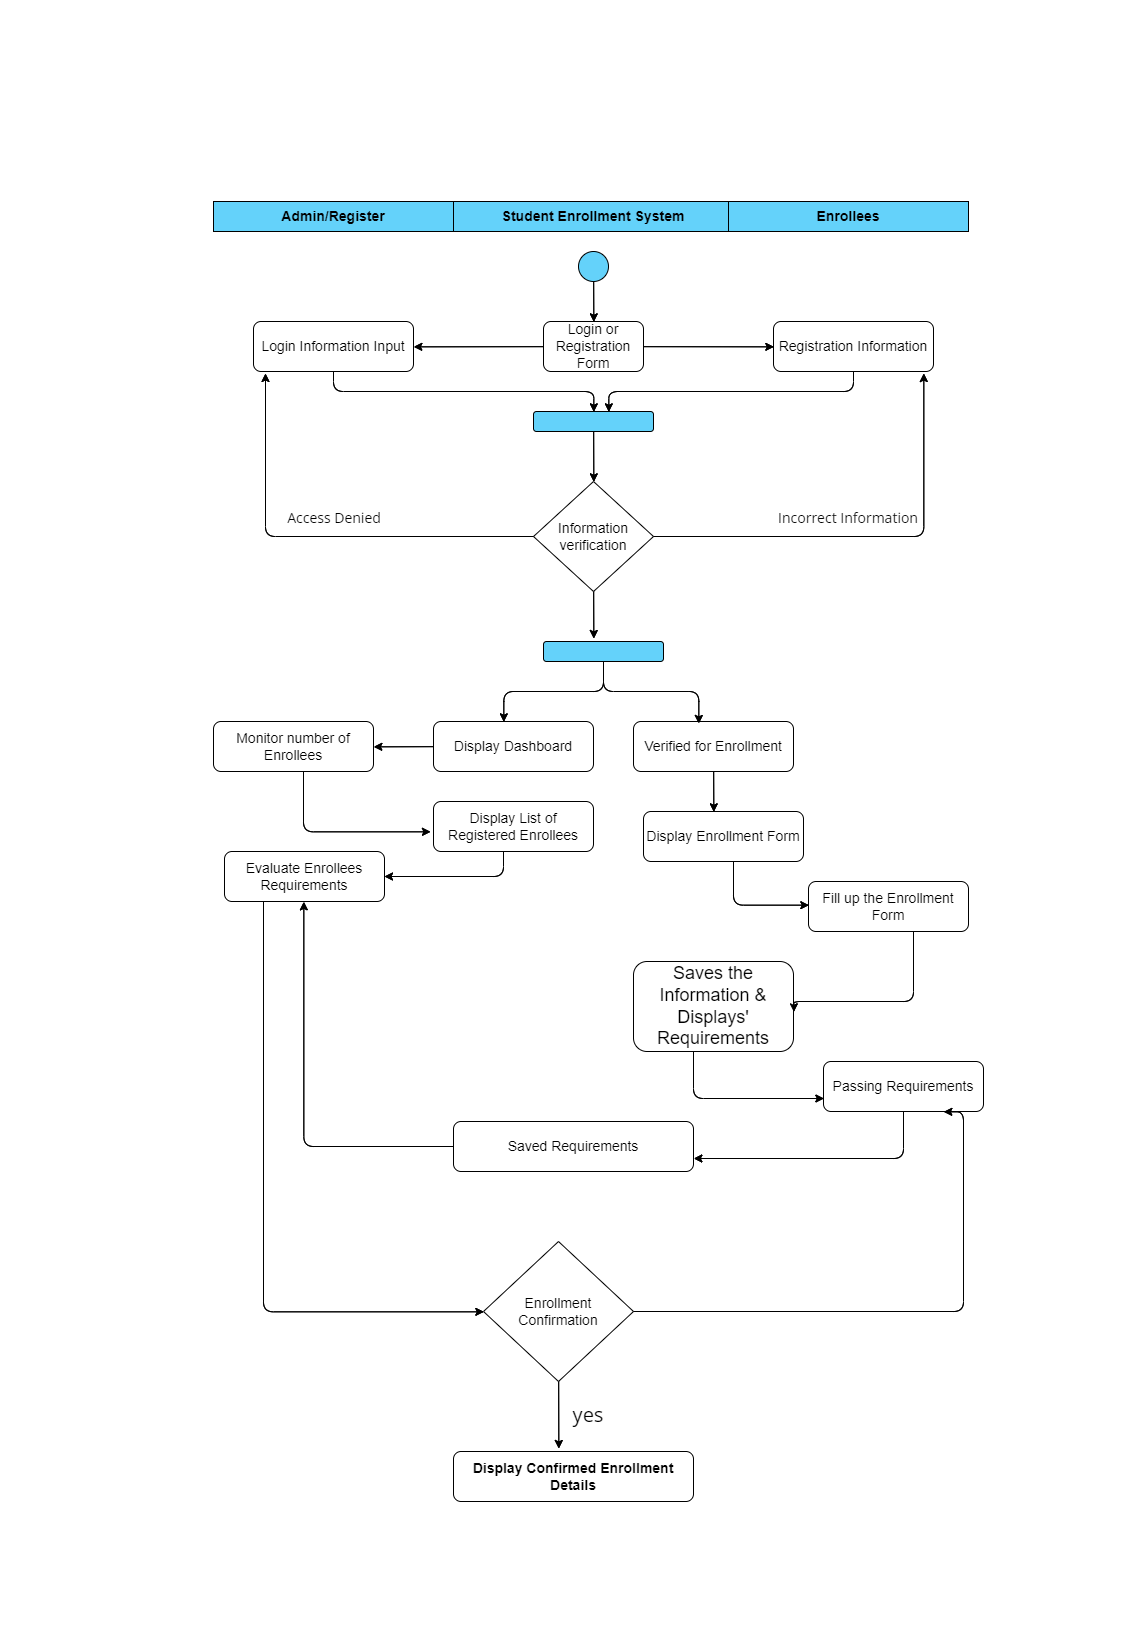 Admin/Register
Student Enrollment System
Enrollees
Login Information Input
Login or
Registration
Form
Registration Information
Access Denied
Information
verification
Incorrect Information
Monitor number of
Enrollees
Display Dashboard
Verified for Enrollment
Display List of
Registered Enrollees
Display Enrollment Form
Evaluate Enrollees
Requirements
Fill up the Enrollment
Form
Saves the
Information &
Displays'
Requirements
Passing Requirements
Saved Requirements
Enrollment
Confirmation
yes
Display Confirmed Enrollment
Details